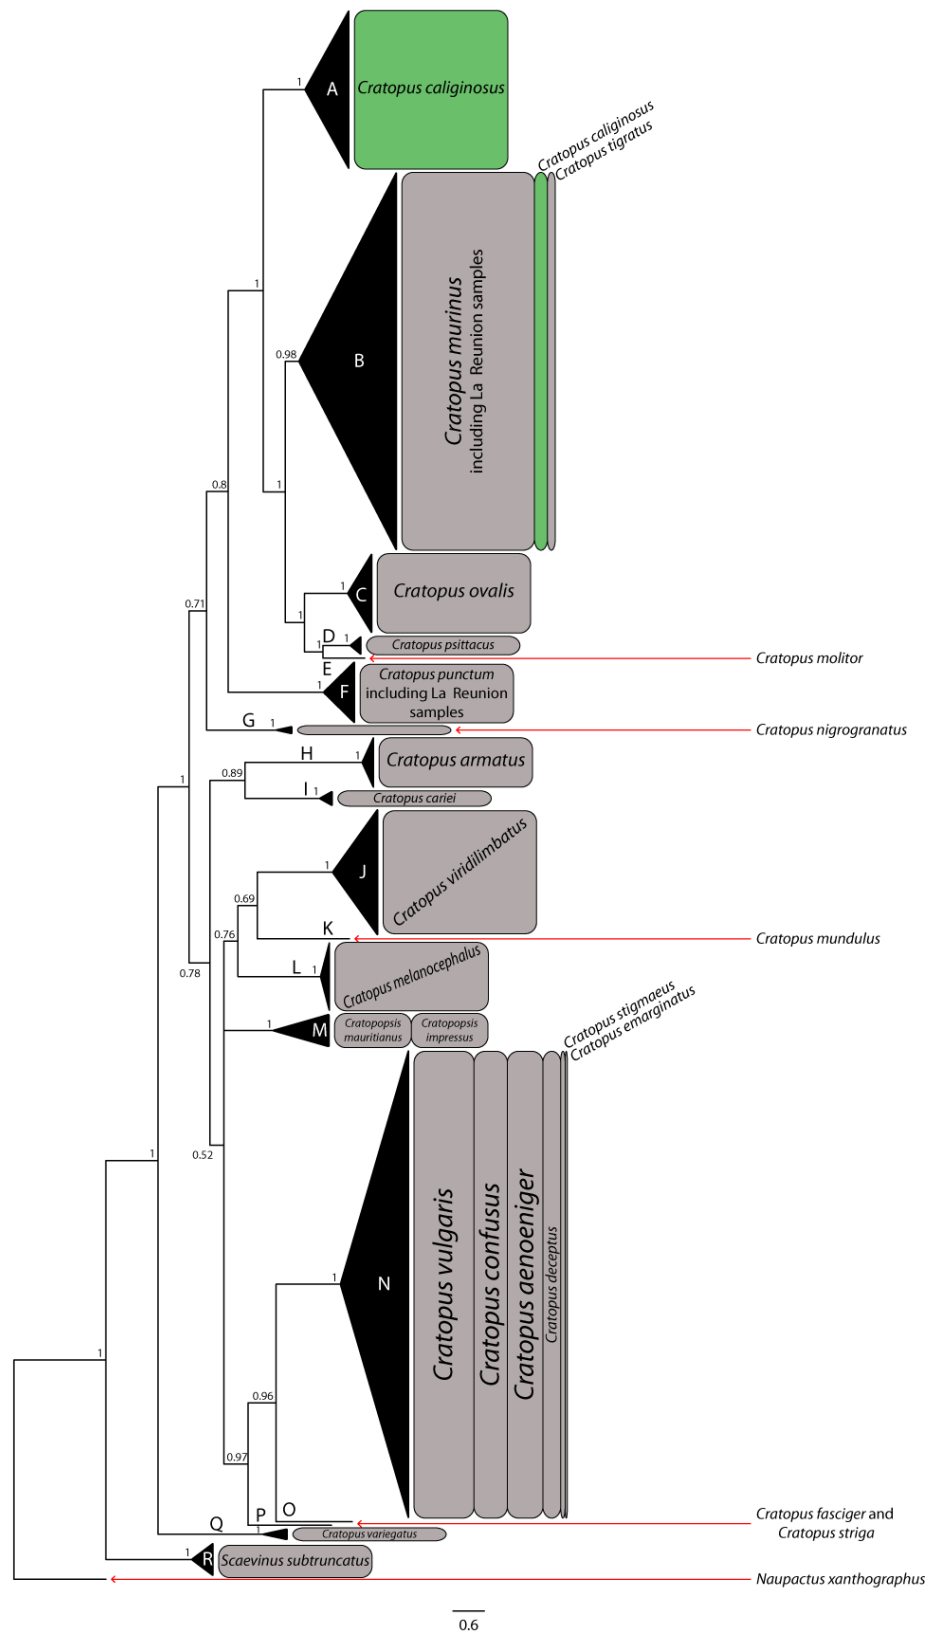 1
A
Cratopus caliginosus
Cratopus caliginosus
Cratopus tigratus
1
0.98
B
Cratopus murinus
including La Reunion samples
0.8
1
1
C
Cratopus ovalis
0.71
1
1
D
1
Cratopus psittacus
E
Cratopus molitor
1
F
Cratopus punctum
including La Reunion
samples
G
1
Cratopus nigrogranatus
H
1
Cratopus armatus
0.89
1
I
1
Cratopus cariei
1
J
Cratopus viridilimbatus
0.69
K
Cratopus mundulus
0.76
0.78
L
1
Cratopus melanocephalus
1
M
Cratopopsis
mauritianus
Cratopopsis
impressus
Cratopus stigmaeus
Cratopus emarginatus
1
0.52
1
N
Cratopus vulgaris
Cratopus confusus
Cratopus aenoeniger
Cratopus deceptus
1
0.96
0.97
O
P
Cratopus fasciger and
Cratopus striga
Q
1
Cratopus variegatus
1
R
Scaevinus subtruncatus
Naupactus xanthographus
0.6